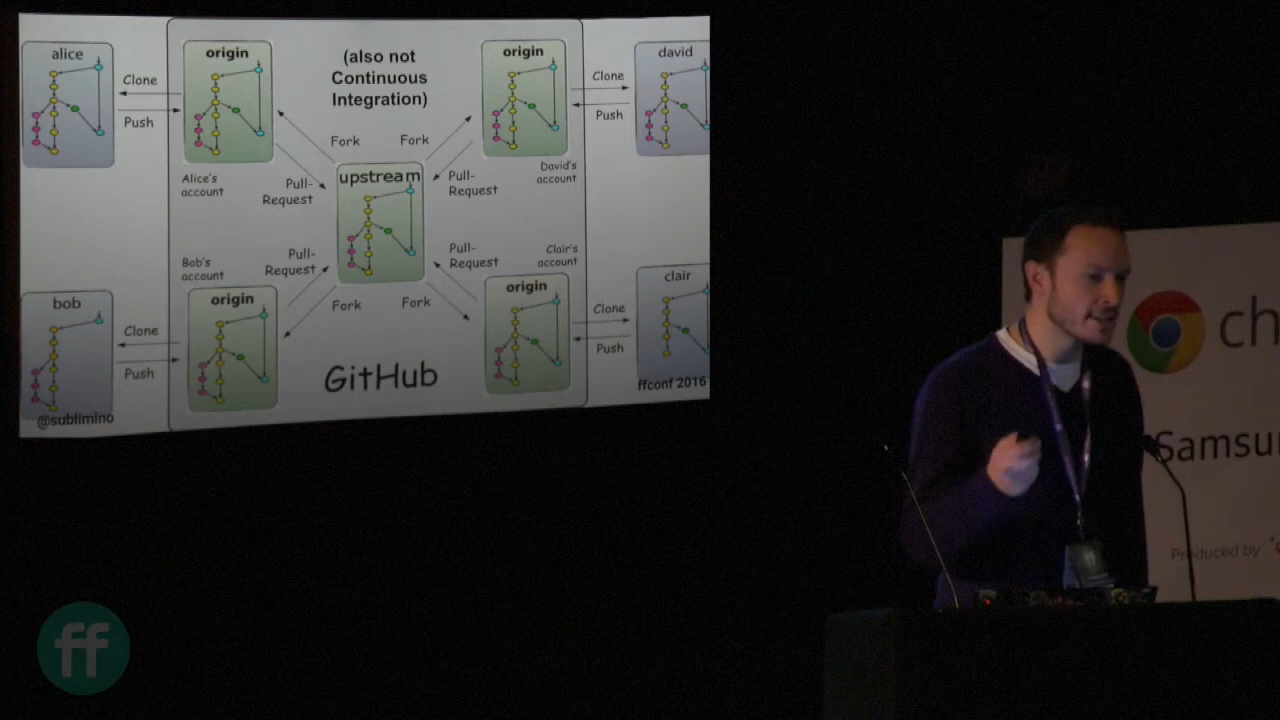 alice
Clone
Push
origin
Alice's
account
(also not
Continuous
Integration)
origin
David's
account
david
Clone
Push
Fork
Fork
Pull-
Request
upstream
Pull-
Request
Bob's
account
Pull-
Request
Pull-
Request
Clair's
account
bob
Clone
Push
origin
Fork
Fork
origin
clair
Clone
Push
GitHub
@sublimino
ffconf 2016
ch
Samsu
Produced by
ff